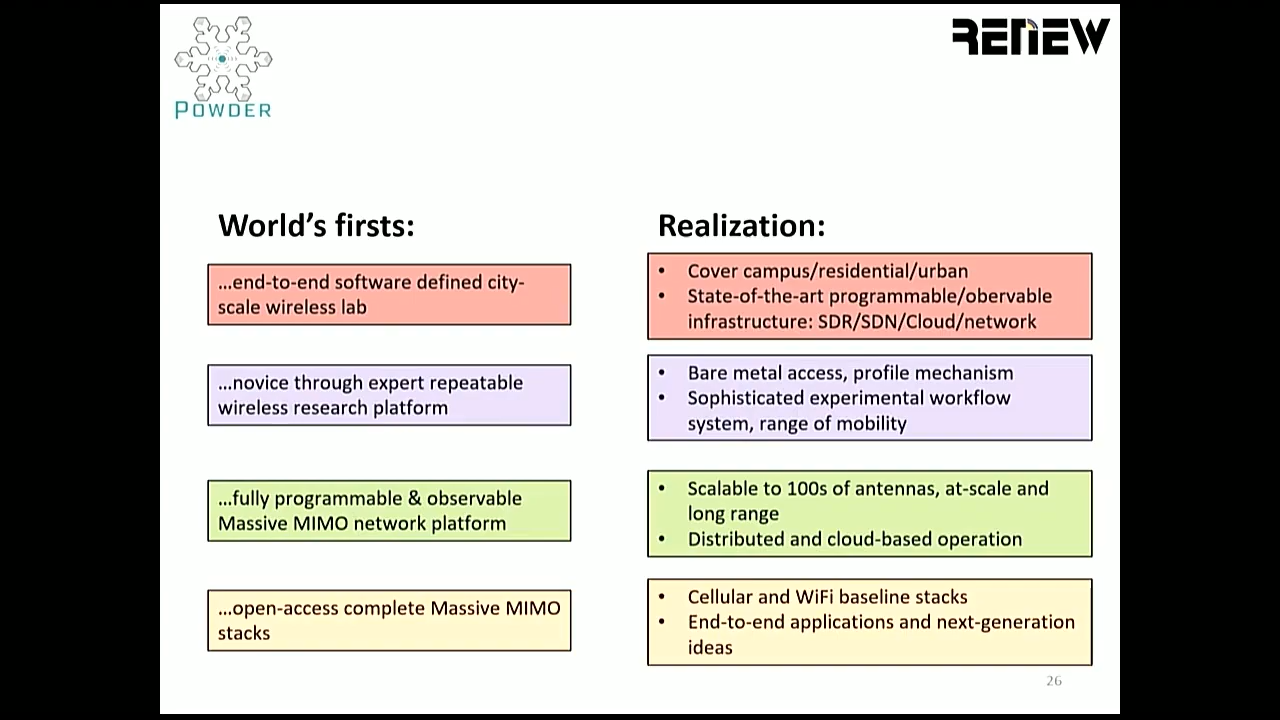 POWDER
RENEW
World's firsts:
Realization:
...end-to-end software defined city-
scale wireless lab
• Cover campus/residential/urban
• State-of-the-art programmable/obervable
infrastructure: SDR/SDN/Cloud/network
...novice through expert repeatable
wireless research platform
• Bare metal access, profile mechanism
• Sophisticated experimental workflow
system, range of mobility
...fully programmable & observable
Massive MIMO network platform
• Scalable to 100s of antennas, at-scale and
long range
• Distributed and cloud-based operation
...open-access complete Massive MIMO
stacks
• Cellular and WiFi baseline stacks
• End-to-end applications and next-generation
ideas
26